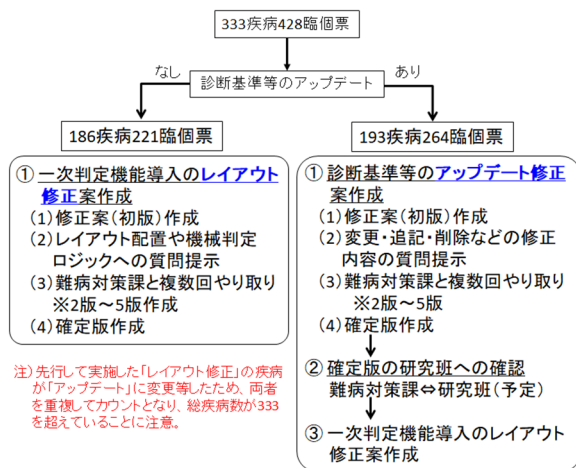 333疾病428臨個票
なし
診断基準等のアップデート
あり
186疾病221臨個票
① 一次判定機能導入のレイアウト
修正案作成
(1)修正案(初版)作成
(2)レイアウト配置や機械判定
ロジックへの質問提示
(3)難病対策課と複数回やり取り
※2版～5版作成
(4)確定版作成
注)先行して実施した「レイアウト修正」の疾病
が「アップデート」に変更等したため、両者
を重複してカウントとなり、総疾病数が333
を超えていることに注意。
193疾病264臨個票
① 診断基準等のアップデート修正
案作成
(1)修正案(初版)作成
(2)変更・追記・削除などの修正
内容の質問提示
(3)難病対策課と複数回やり取り
※2版～5版
(4)確定版作成
② 確定版の研究班への確認
難病対策課⇔研究班(予定)
③ 一次判定機能導入のレイアウト
修正案作成